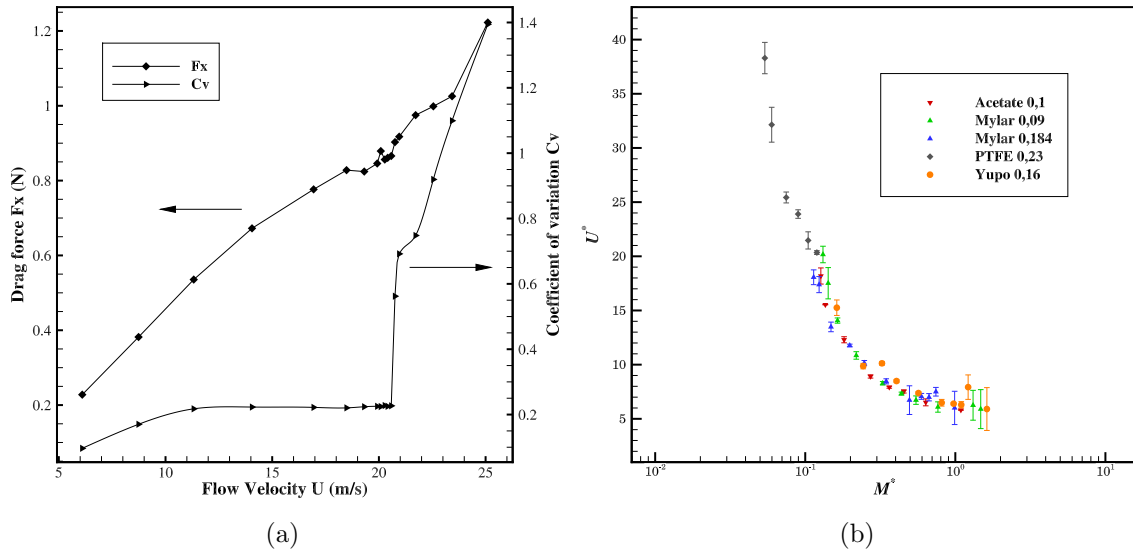 Drag force Fx (N)
1.2
1
0.8
0.6
0.4
0.2
Fx
Cv
1.4
1.2
1
0.8
0.6
0.4
0.2
Coefficient of variation Cv
5
10
15
20
25
Flow Velocity U (m/s)
(a)
U*
40
35
30
25
20
15
10
5
0
Acetate 0,1
Mylar 0,09
Mylar 0,184
PTFE 0,23
Yupo 0,16
10-2
10-1
100
101
M*
(b)